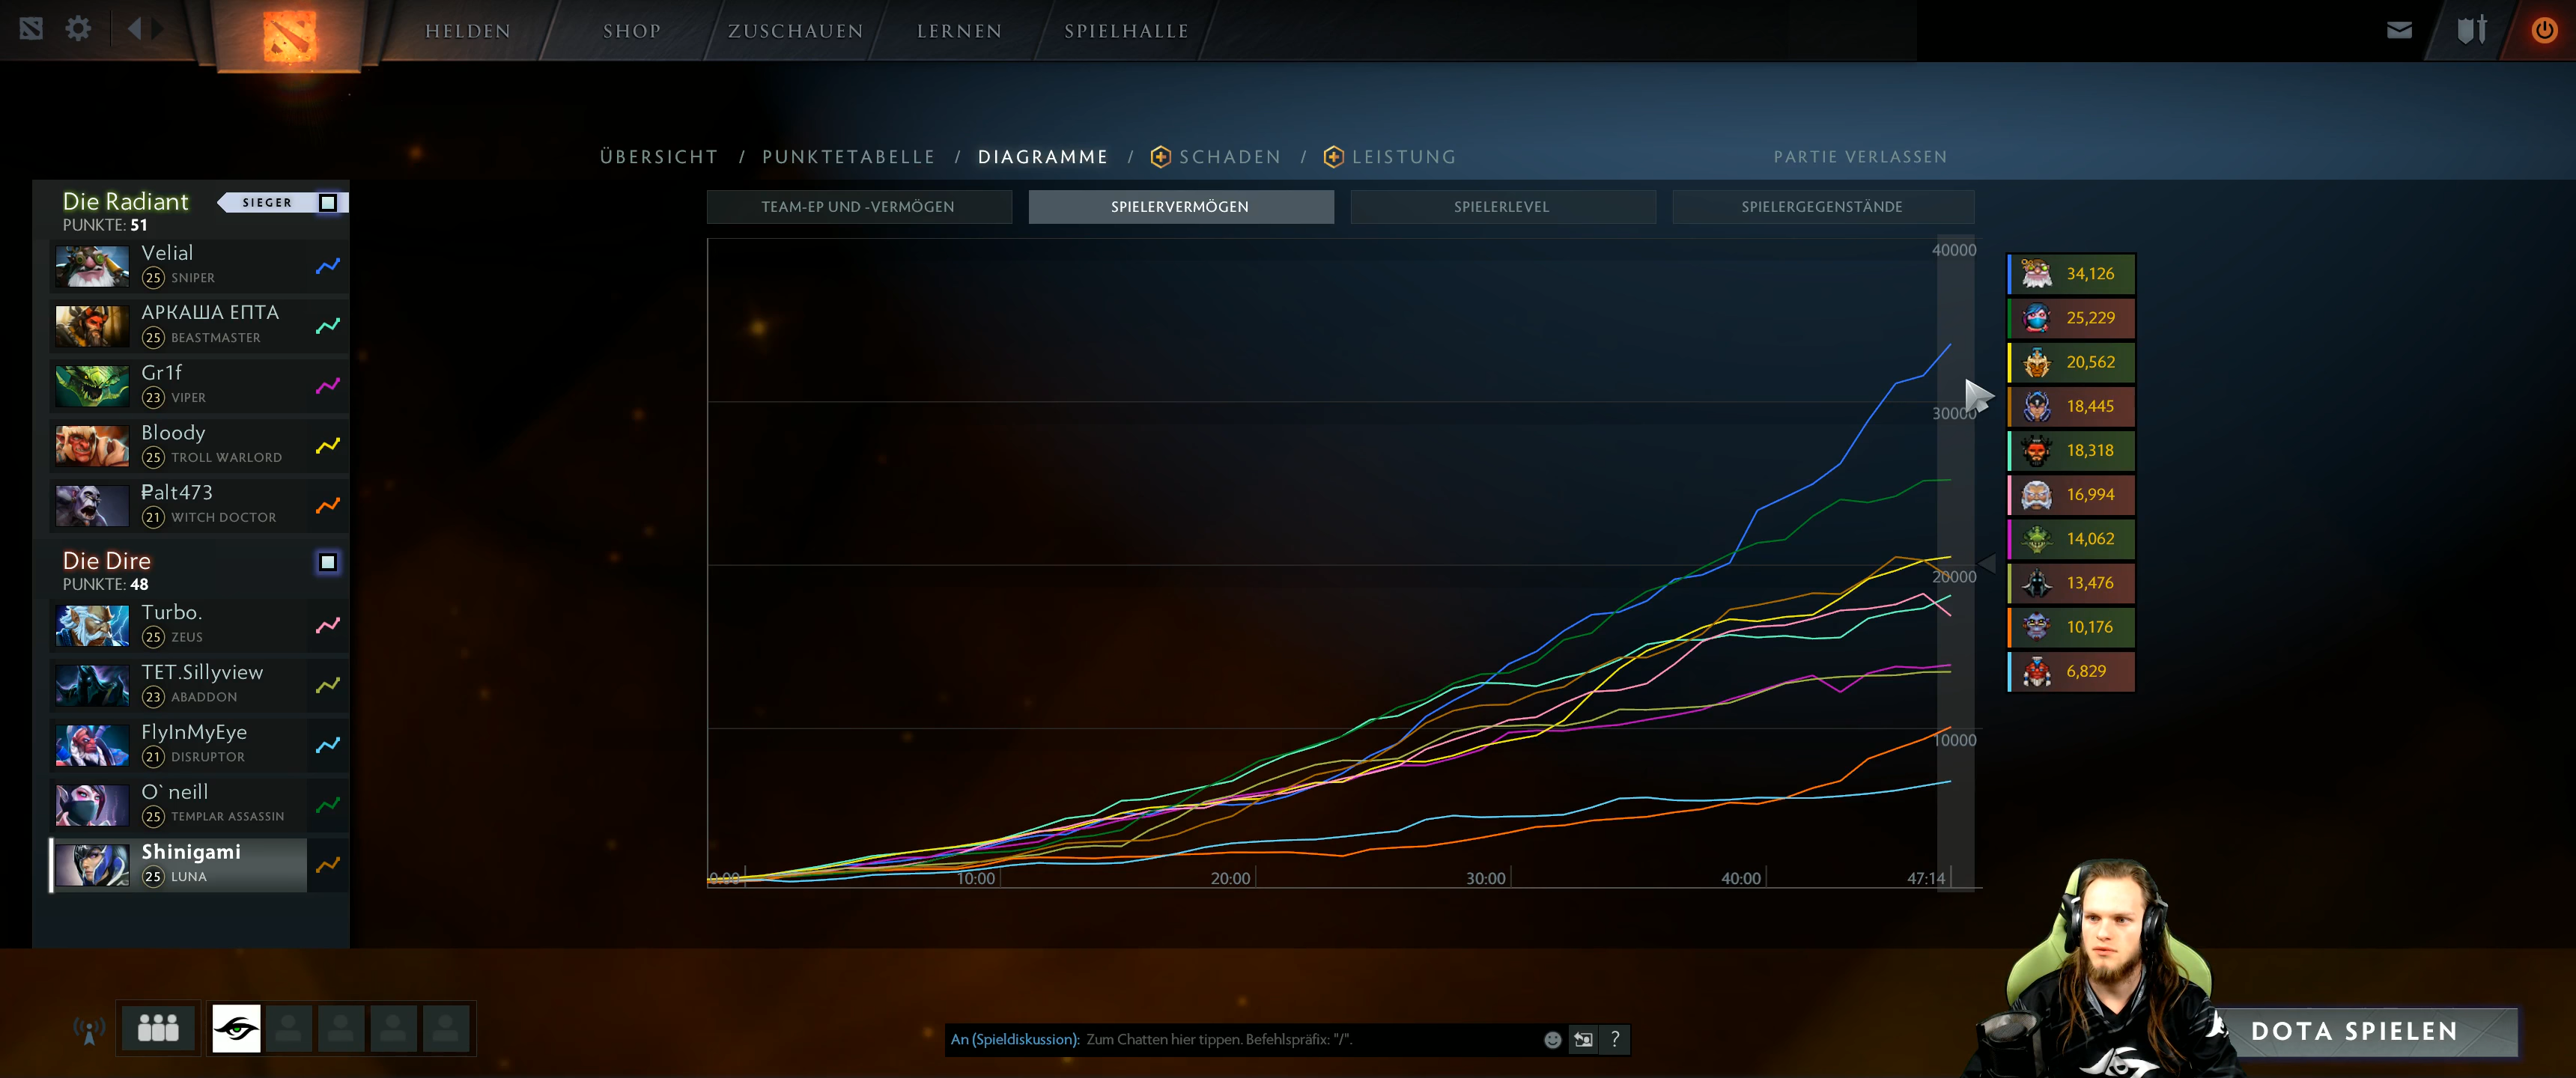 HELDEN
SHOP
ZUSCHAUEN
LERNEN
SPIELHALLE
ÜBERSICHT / PUNKTETABELLE / DIAGRAMME / SCHADEN / LEISTUNG
PARTIE VERLASSEN
TEAM-EP UND -VERMÖGEN
SPIELERVERMÖGEN
SPIELERLEVEL
SPIELERGEGENSTÄNDE
Die Radiant
SIEGER
PUNKTE: 51
Velial
25 SNIPER
АРКАША ЕПТА
25 BEASTMASTER
Gr1f
23 VIPER
Bloody
25 TROLL WARLORD
₽alt473
21 WITCH DOCTOR
Die Dire
PUNKTE: 48
Turbo.
25 ZEUS
TET.Sillyview
23 ABADDON
FlyInMyEye
21 DISRUPTOR
O`neill
25 TEMPLAR ASSASSIN
Shinigami
25 LUNA
40000
30000
20000
10000
0:00
10:00
20:00
30:00
40:00
47:14
34,126
25,229
20,562
18,445
18,318
16,994
14,062
13,476
10,176
6,829
An (Spieldiskussion): Zum Chatten hier tippen. Befehlspräfix: "/".
?
DOTA SPIELEN